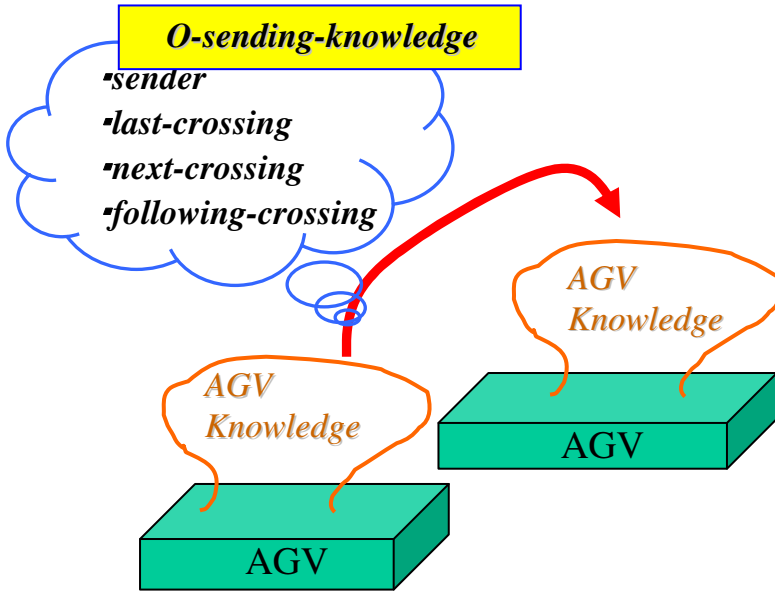 O-sending-knowledge
▪sender
▪last-crossing
▪next-crossing
▪following-crossing
AGV
Knowledge
AGV
AGV
Knowledge
AGV